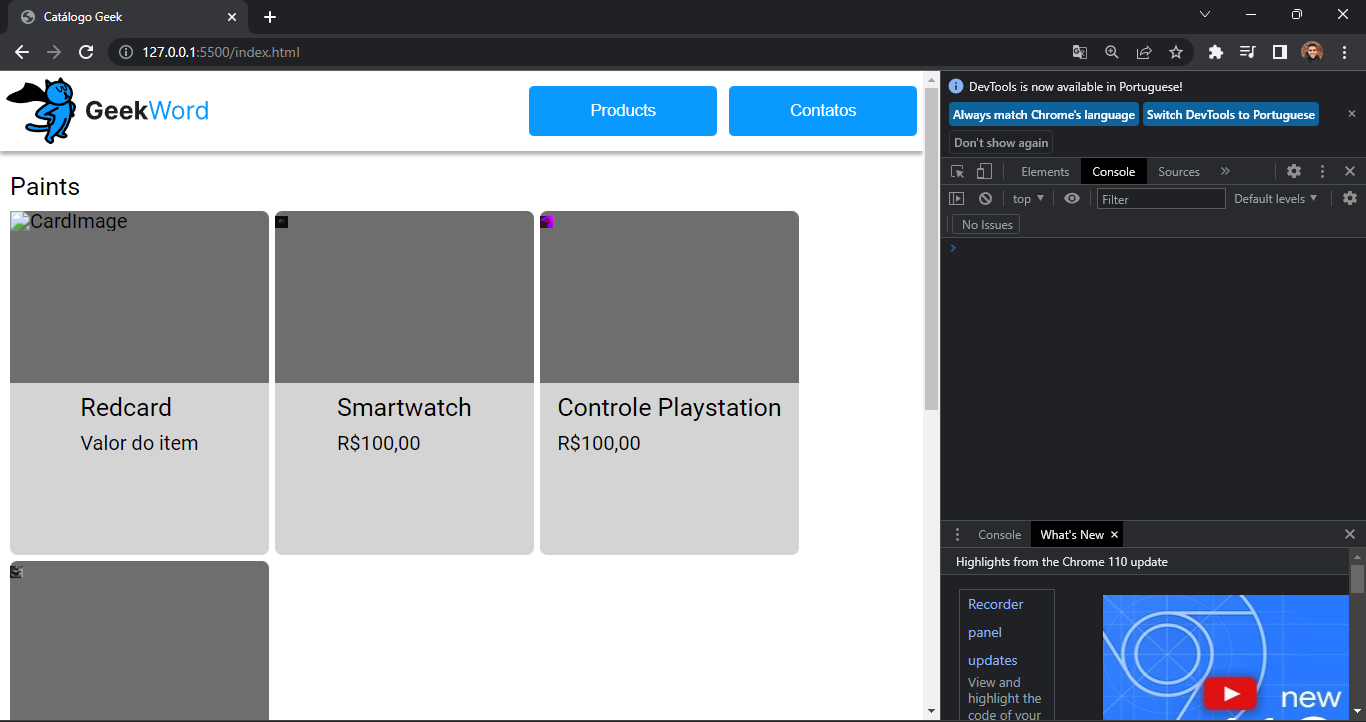 Catálogo Geek
127.0.0.1:5500/index.html
GeekWord
Products
Contatos
Paints
CardImage
Redcard
Valor do item
Smartwatch
R$100,00
Controle Playstation
R$100,00
DevTools is now available in Portuguese!
Always match Chrome's language
Switch DevTools to Portuguese
Don't show again
Elements
Console
Sources
top
Filter
Default levels
No Issues
Console
What's New
Highlights from the Chrome 110 update
Recorder
panel
updates
View and
highlight the
code of your
new